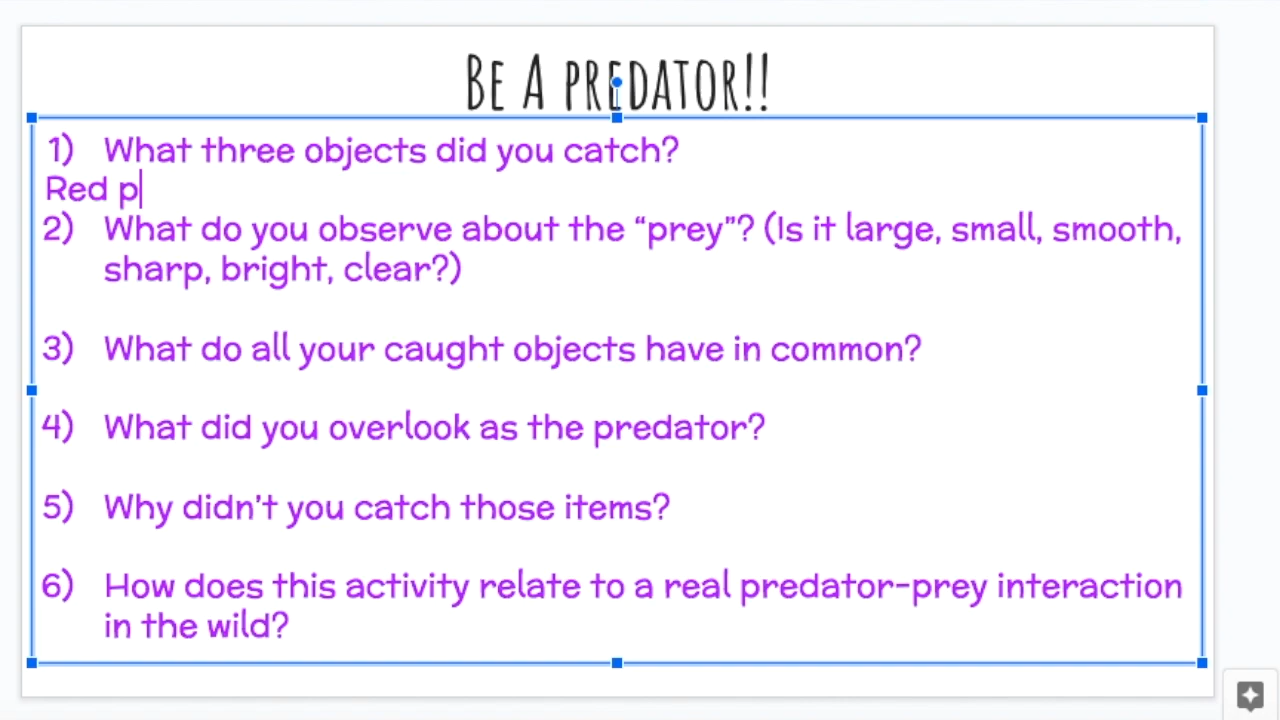 Be A predator!!
1) What three objects did you catch?
Red p
2) What do you observe about the “prey”? (Is it large, small, smooth,
sharp, bright, clear?)
3) What do all your caught objects have in common?
4) What did you overlook as the predator?
5) Why didn't you catch those items?
6) How does this activity relate to a real predator-prey interaction
in the wild?